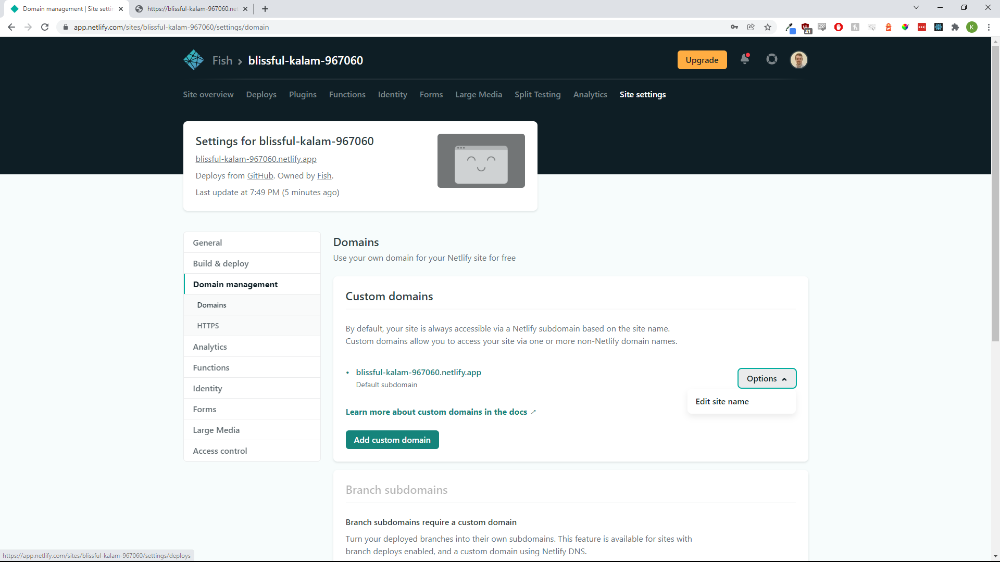 Domain management | Site settin
https://blissful-kalam-967060.net
app.netlify.com/sites/blissful-kalam-967060/settings/domain
41
K
Fish
blissful-kalam-967060
Upgrade
Site overview
Deploys
Plugins
Functions
Identity
Forms
Large Media
Split Testing
Analytics
Site settings
Settings for blissful-kalam-967060
blissful-kalam-967060.netlify.app
Deploys from GitHub. Owned by Fish.
Last update at 7:49 PM (5 minutes ago)
General
Build & deploy
Domain management
Domains
HTTPS
Analytics
Functions
Identity
Forms
Large Media
Access control
Domains
Use your own domain for your Netlify site for free
Custom domains
By default, your site is always accessible via a Netlify subdomain based on the site name.
Custom domains allow you to access your site via one or more non-Netlify domain names.
• blissful-kalam-967060.netlify.app
Default subdomain
Options
Edit site name
Learn more about custom domains in the docs
Add custom domain
Branch subdomains
Branch subdomains require a custom domain
Turn your deployed branches into their own subdomains. This feature is available for sites with
branch deploys enabled, and a custom domain using Netlify DNS.
https://app.netlify.com/sites/blissful-kalam-967060/settings/deploys